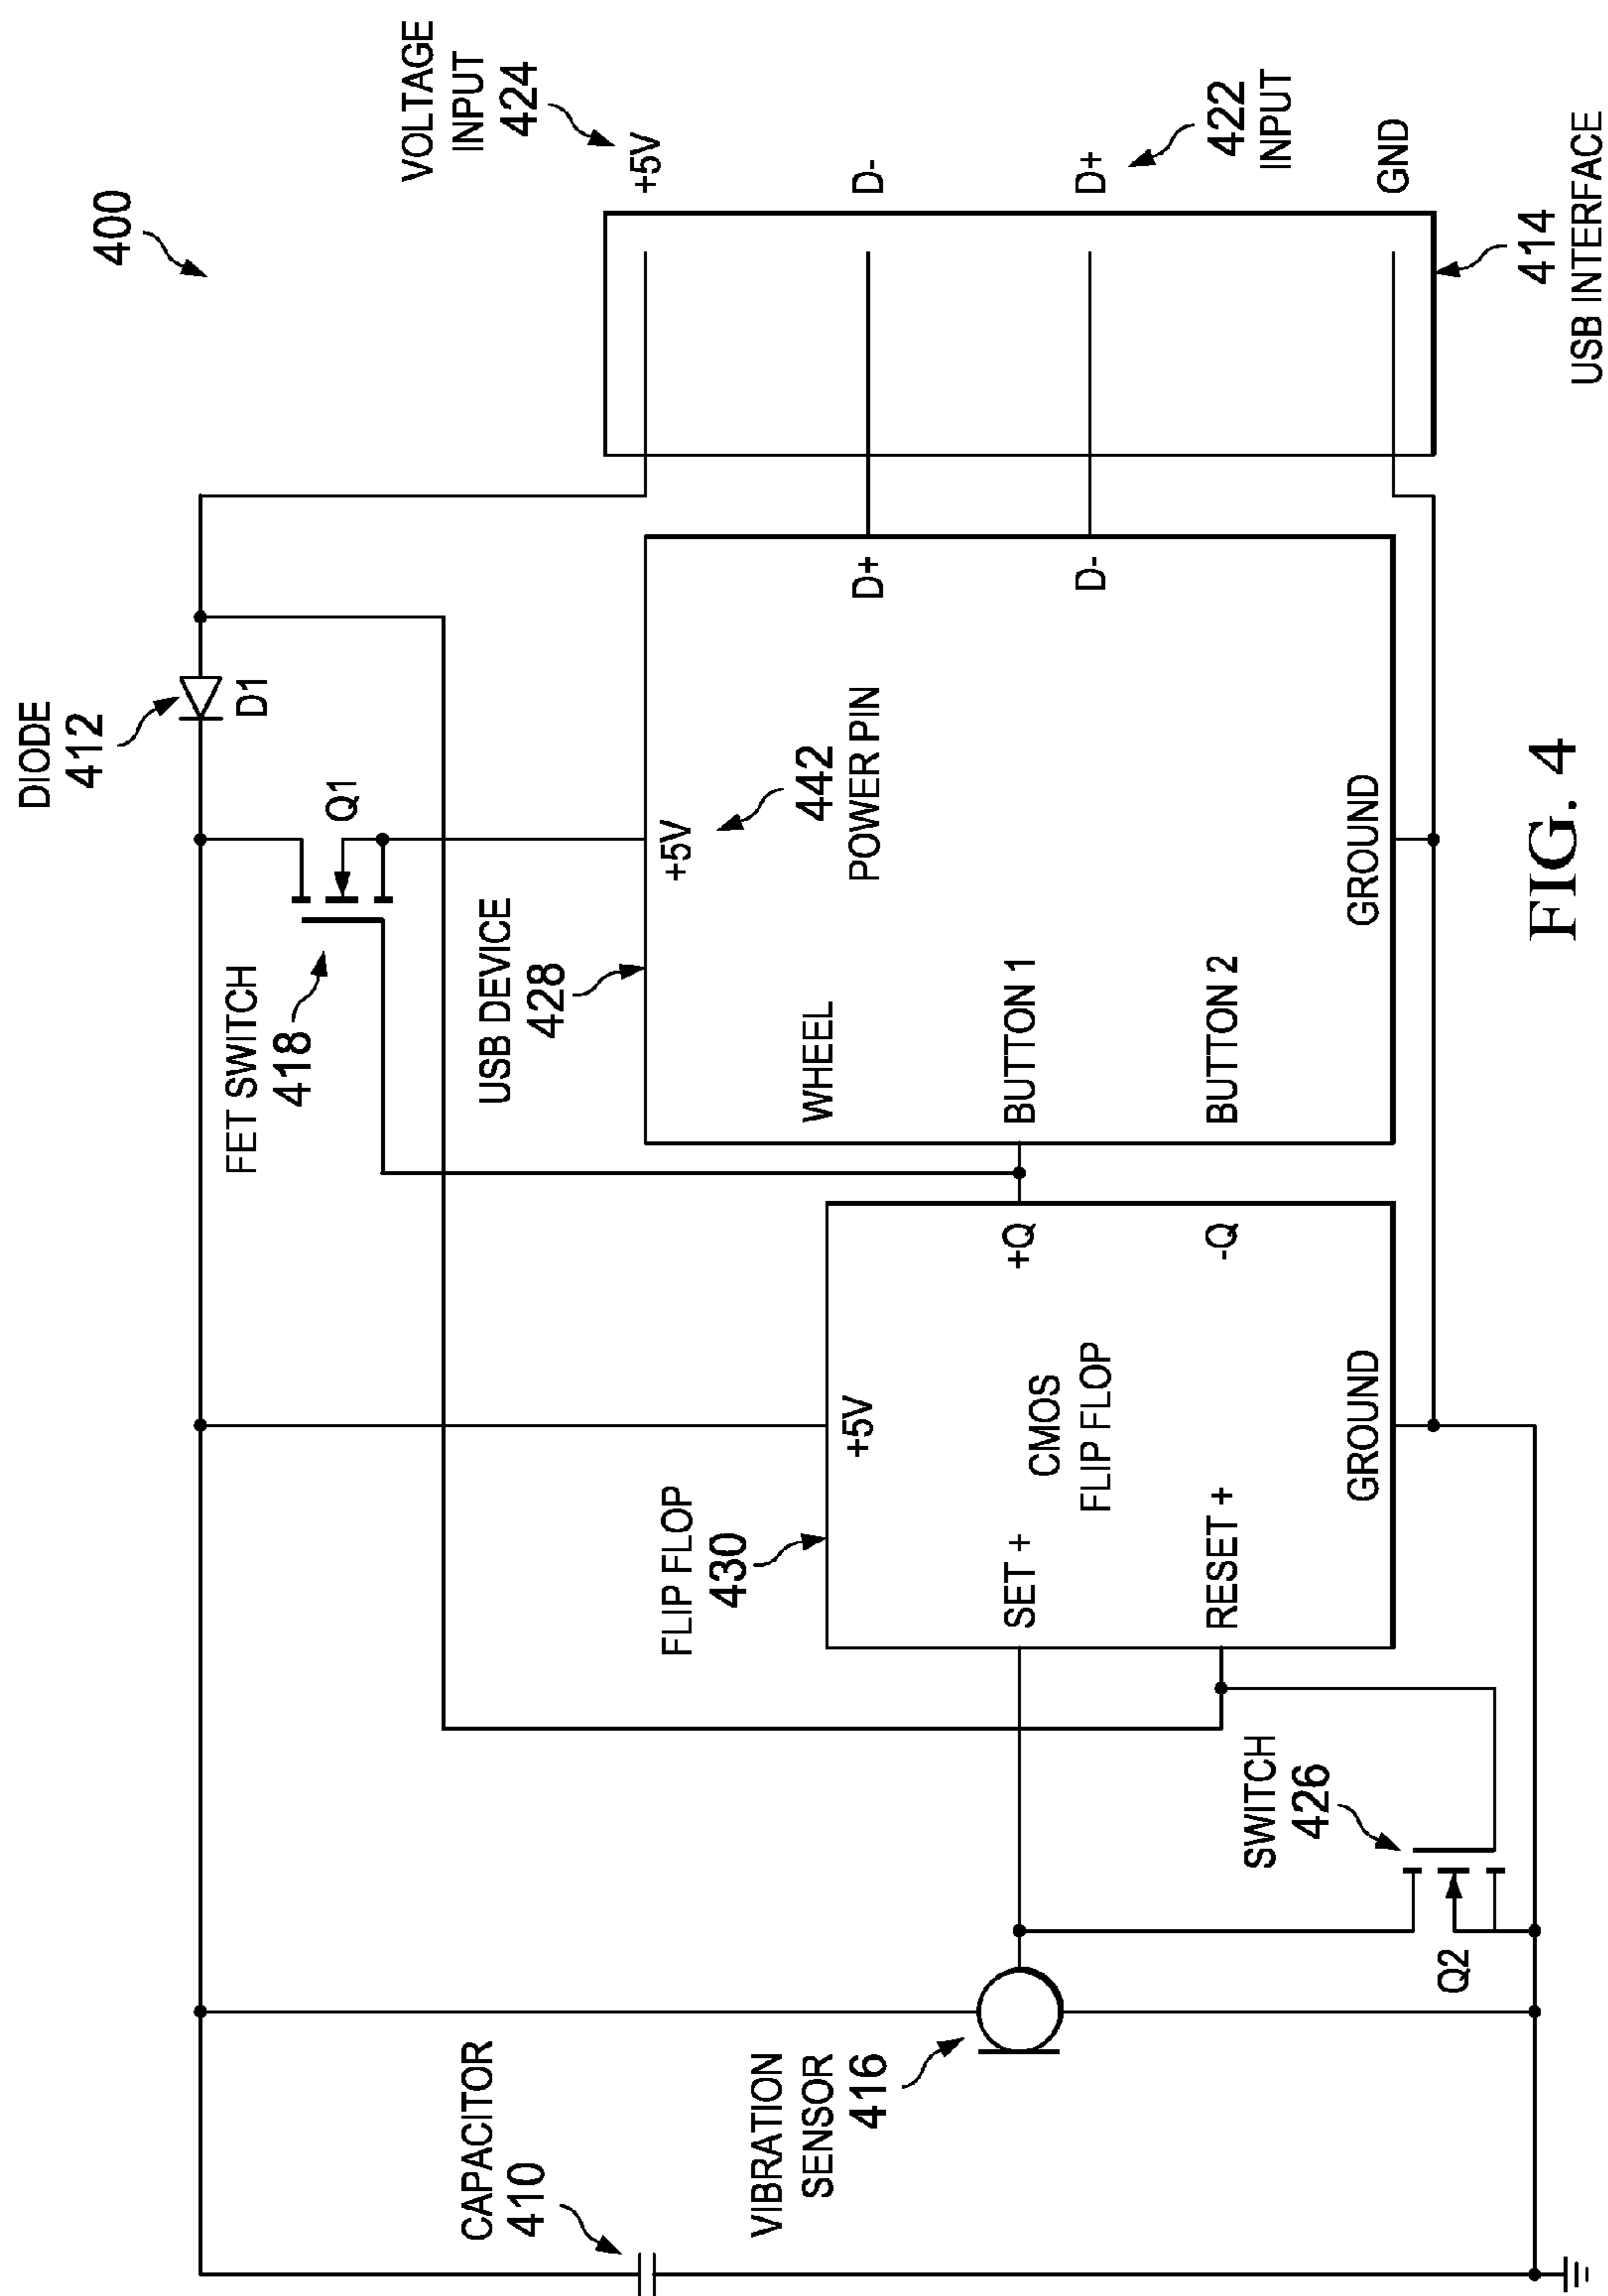 400
VOLTAGE
INPUT
424
+5V
D-
D+
422
INPUT
GND
414
USB INTERFACE
DIODE
412
D1
Q1
FET SWITCH
418
USB DEVICE
428
+5V
442
POWER PIN
D+
D-
WHEEL
BUTTON 1
BUTTON 2
GROUND
FLIP FLOP
430
+5V
CMOS
FLIP FLOP
SET +
RESET +
+Q
-Q
GROUND
SWITCH
426
Q2
VIBRATION
SENSOR
416
CAPACITOR
410
FIG. 4